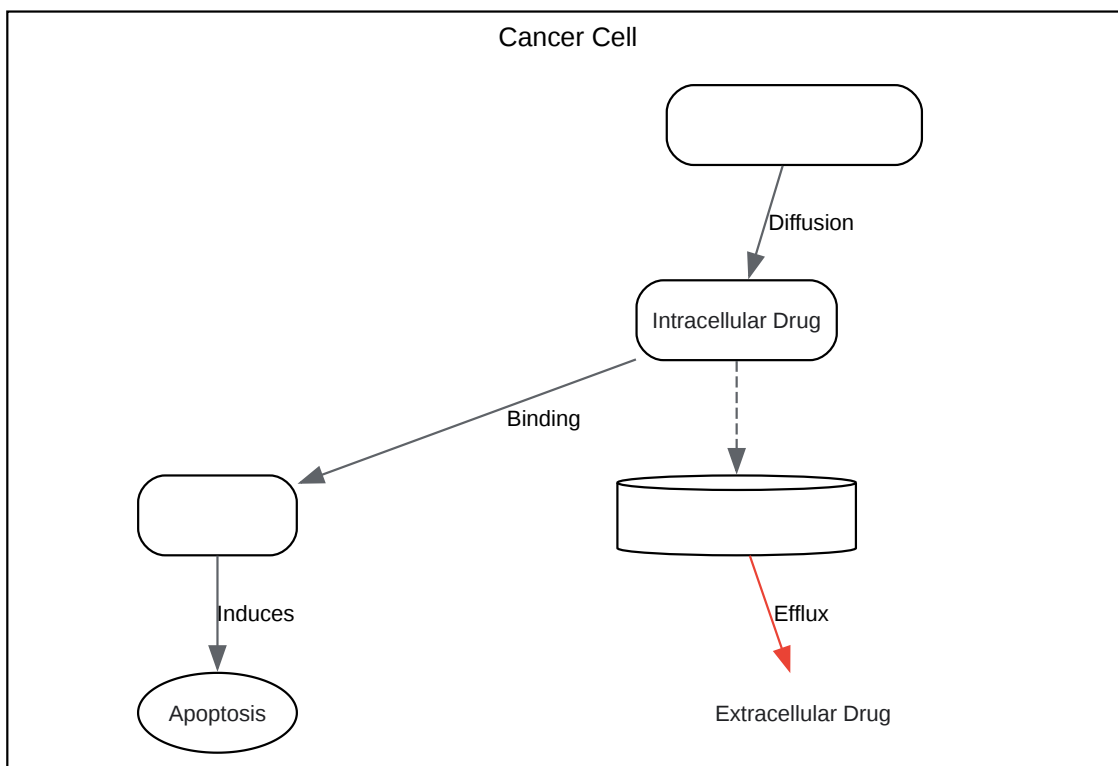 Cancer Cell
Diffusion
Intracellular Drug
Binding
Induces
Efflux
Apoptosis
Extracellular Drug